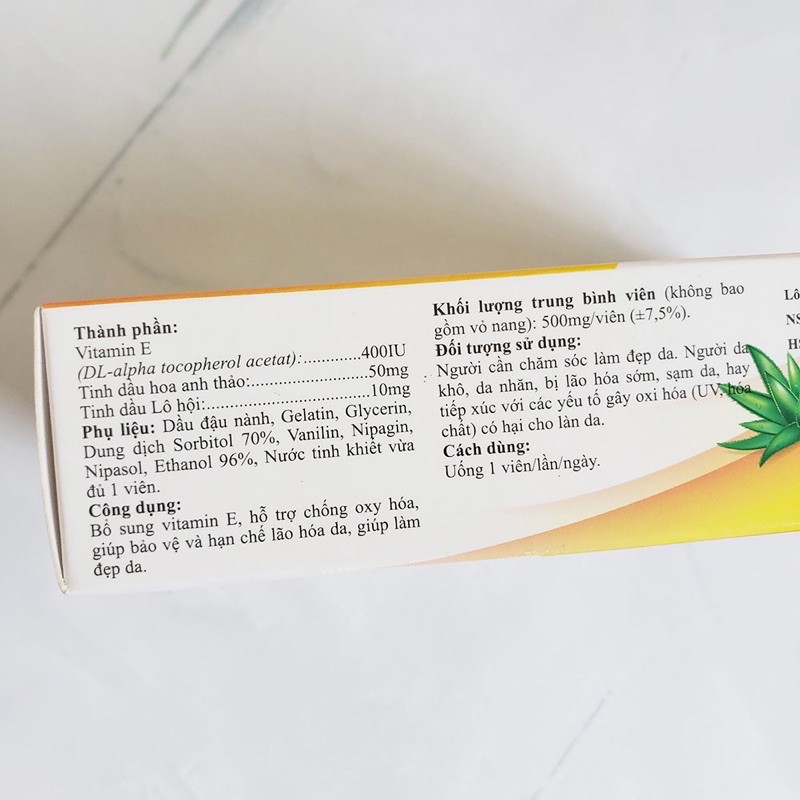 Thành phần:
Vitamin E
(DL-alpha tocopherol acetat):..............400IU
Tinh dầu hoa anh thảo:..........................50mg
Tinh dầu Lô hội:....................................10mg
Phụ liệu: Dầu đậu nành, Gelatin, Glycerin,
Dung dịch Sorbitol 70%, Vanilin, Nipagin,
Nipasol, Ethanol 96%, Nước tinh khiết vừa
đủ 1 viên.
Công dụng:
Bổ sung vitamin E, hỗ trợ chống oxy hóa,
giúp bảo vệ và hạn chế lão hóa da, giúp làm
đẹp da.
Khối lượng trung bình viên (không bao
gồm vỏ nang): 500mg/viên (±7,5%).
Đối tượng sử dụng:
Người cần chăm sóc làm đẹp da. Người da
khô, da nhăn, bị lão hóa sớm, sạm da, hay
tiếp xúc với các yếu tố gây oxi hóa (UV, hóa
chất) có hại cho làn da.
Cách dùng:
Uống 1 viên/lần/ngày.
Lô
NS
HS